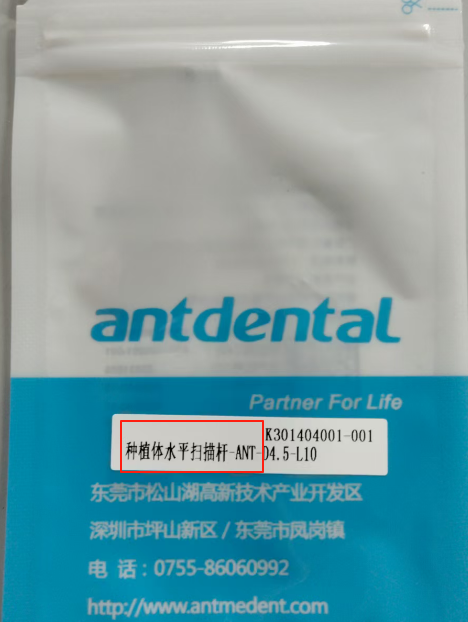 antdental
Partner For Life
K301404001-001
种植体水平扫描杆-ANT-D4.5-L10
东莞市松山湖高新技术产业开发区
深圳市坪山新区/东莞市凤岗镇
电 话：0755-86060992
http://www.antmedent.com